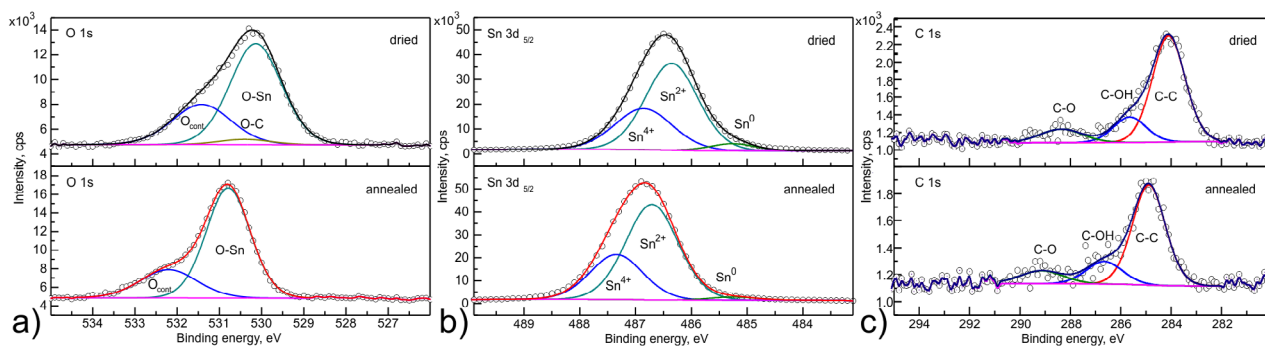 ×10³
14
12
10
8
6
4
O 1s
dried
O-Sn
O cont
O-C
18
16
14
12
10
8
6
4
O 1s
annealed
O-Sn
O cont
Intensity, cps
534 533 532 531 530 529 528 527
Binding energy, eV
a)
×10³
50
40
30
20
10
0
Sn 3d 5/2
dried
Sn²⁺
Sn⁴⁺
Sn⁰
50
40
30
20
10
0
Sn 3d 5/2
annealed
Sn²⁺
Sn⁴⁺
Sn⁰
Intensity, cps
489 488 487 486 485 484
Binding energy, eV
b)
×10³
2.4
2.2
2.0
1.8
1.6
1.4
1.2
1.0
C 1s
dried
C-O
C-OH
C-C
1.8
1.6
1.4
1.2
1.0
C 1s
annealed
C-O
C-OH
C-C
Intensity, cps
294 292 290 288 286 284 282
Binding energy, eV
c)